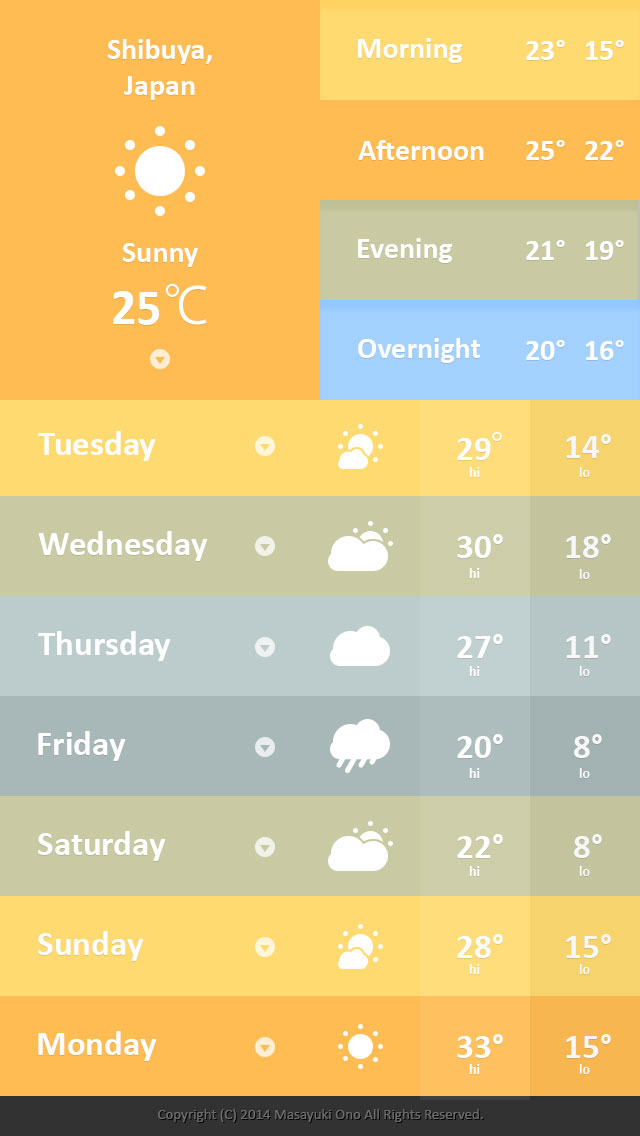 Shibuya,
Japan
Sunny
25℃
Morning 23° 15°
Afternoon 25° 22°
Evening 21° 19°
Overnight 20° 16°
Tuesday 29° 14°
hi lo
Wednesday 30° 18°
hi lo
Thursday 27° 11°
hi lo
Friday 20° 8°
hi lo
Saturday 22° 8°
hi lo
Sunday 28° 15°
hi lo
Monday 33° 15°
hi lo
Copyright (C) 2014 Masayuki Ono All Rights Reserved.